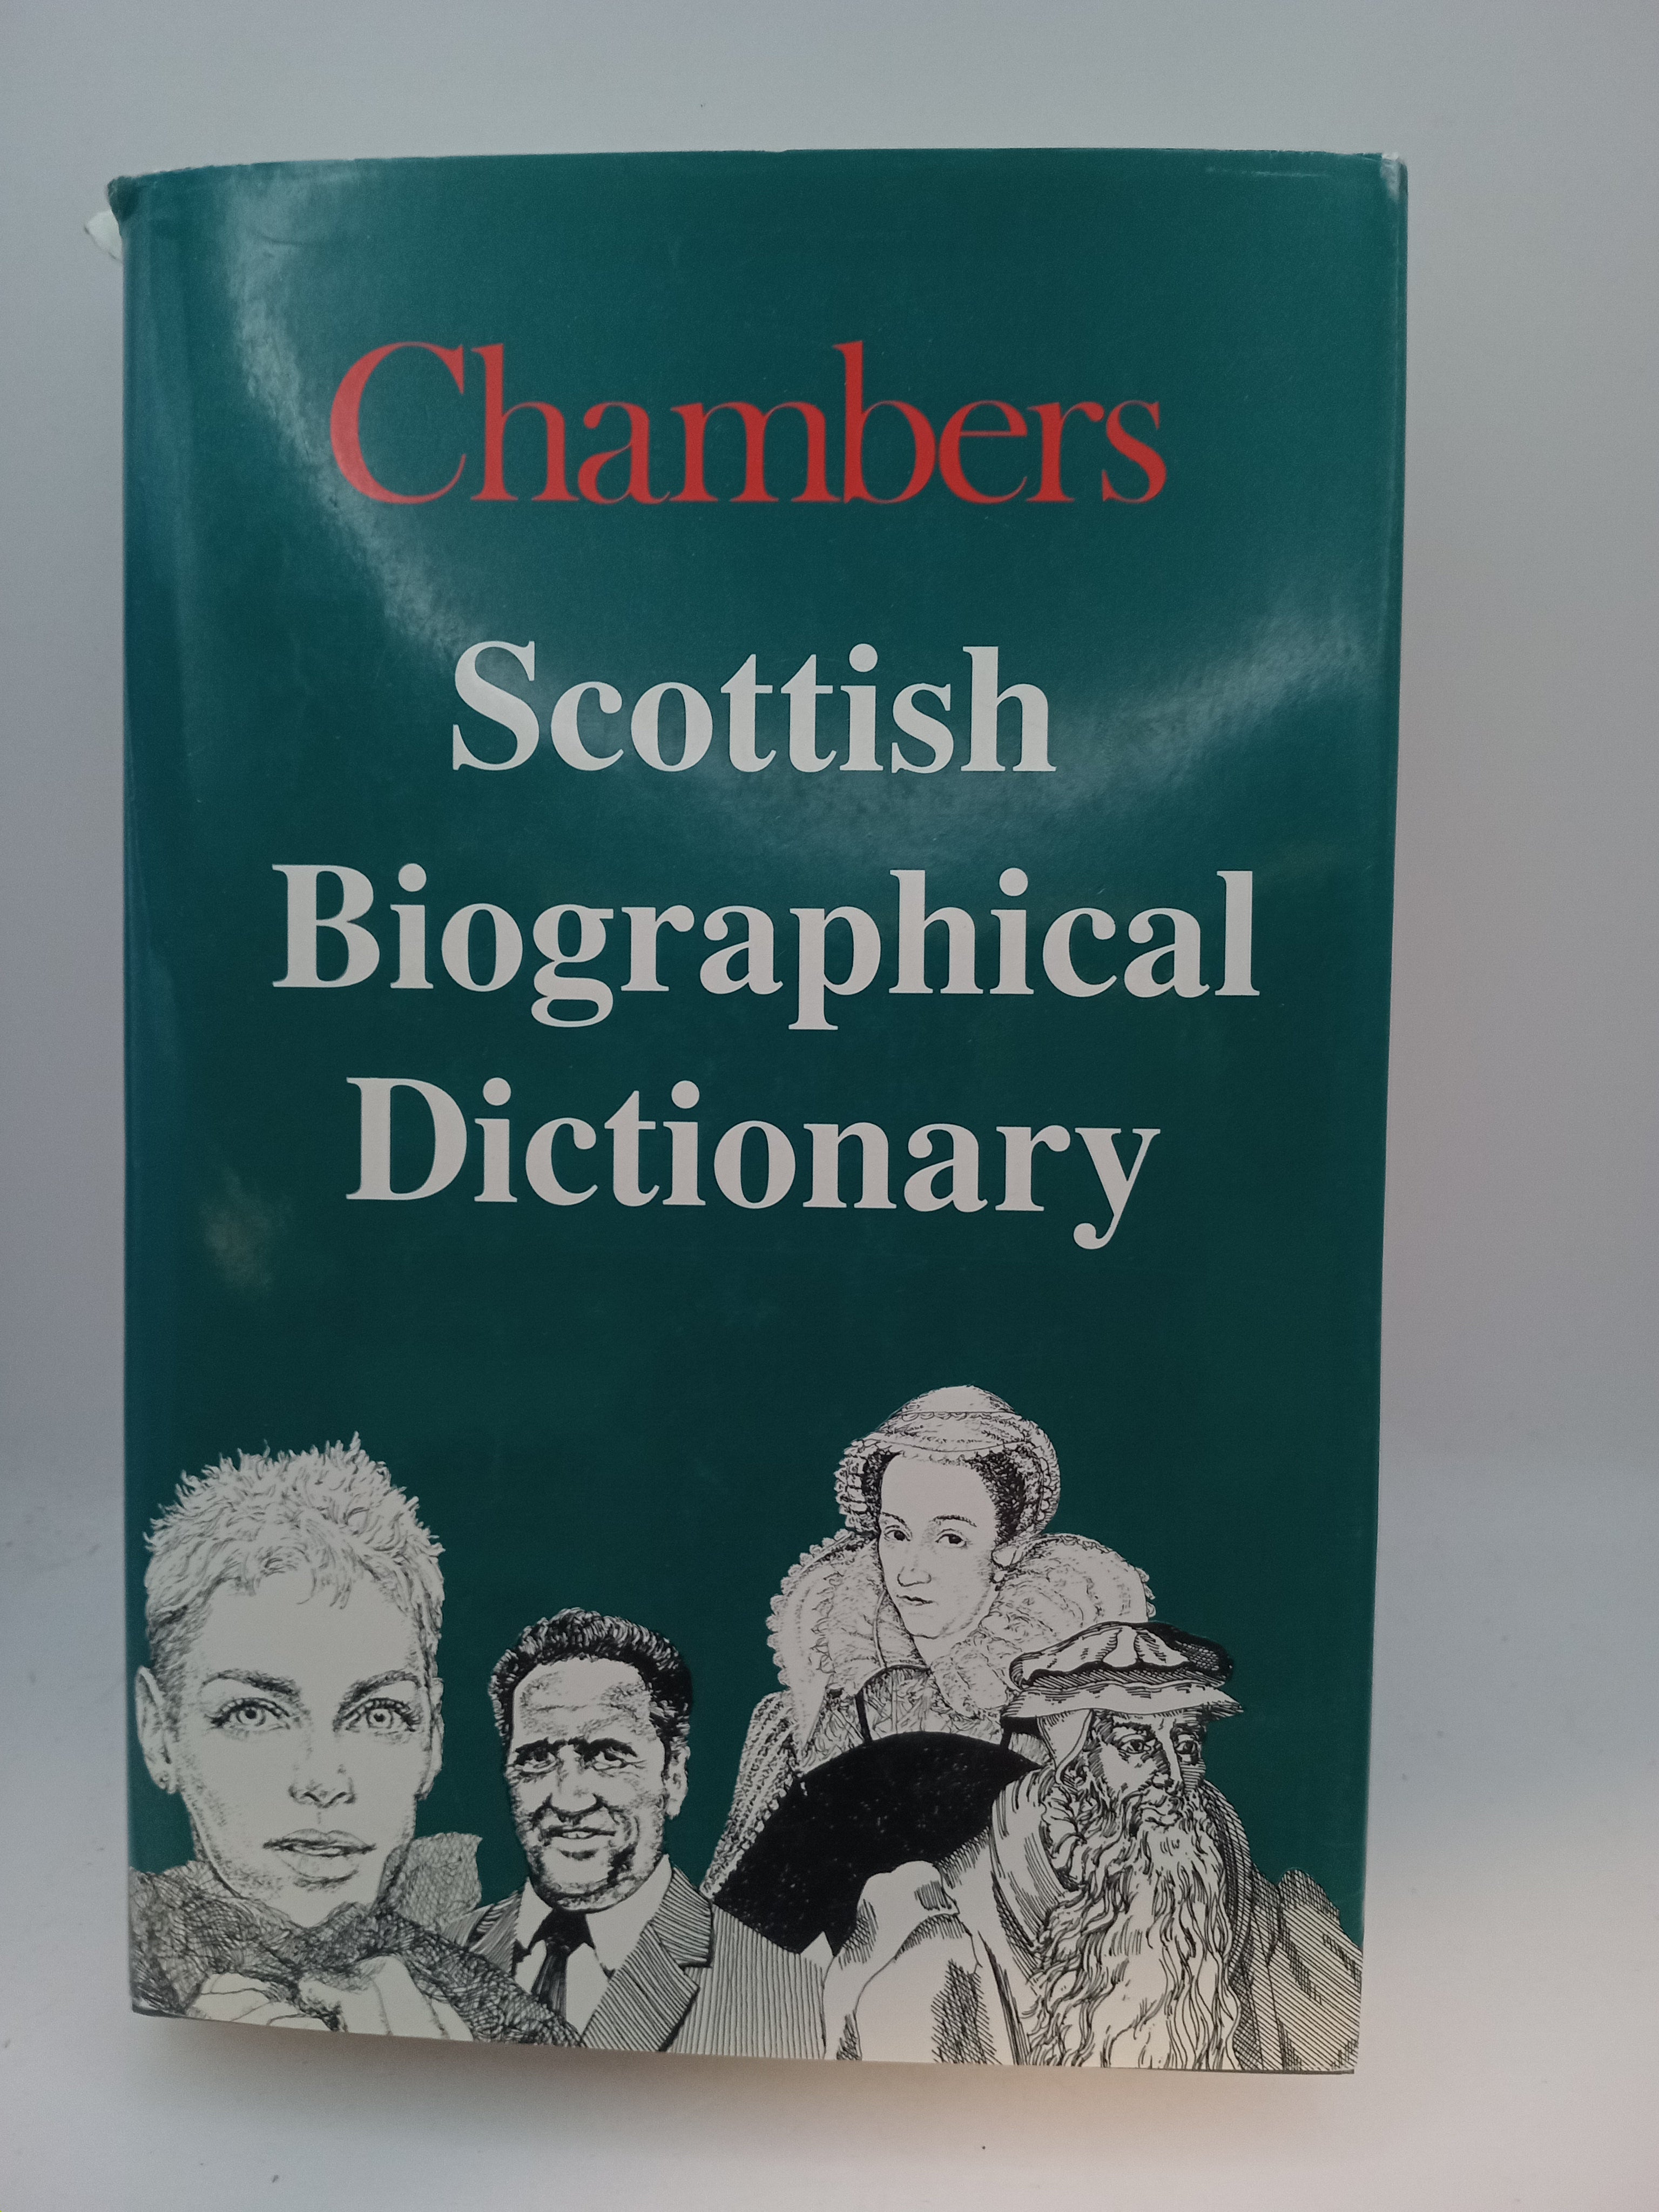 Chambers
Scottish
Biographical
Dictionary